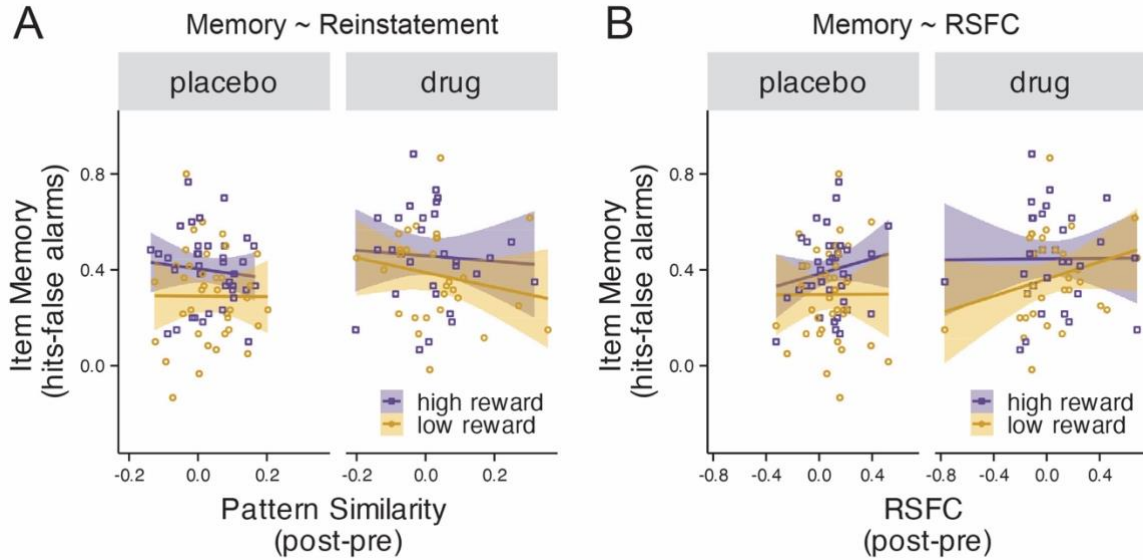 A
Memory ~ Reinstatement
placebo
drug
Item Memory
(hits-false alarms)
0.8
0.4
0.0
high reward
low reward
-0.2
0.0
0.2
-0.2
0.0
0.2
Pattern Similarity
(post-pre)
B
Memory ~ RSFC
placebo
drug
Item Memory
(hits-false alarms)
0.8
0.4
0.0
high reward
low reward
-0.8
-0.4
0.0
0.4
-0.8
-0.4
0.0
0.4
RSFC
(post-pre)